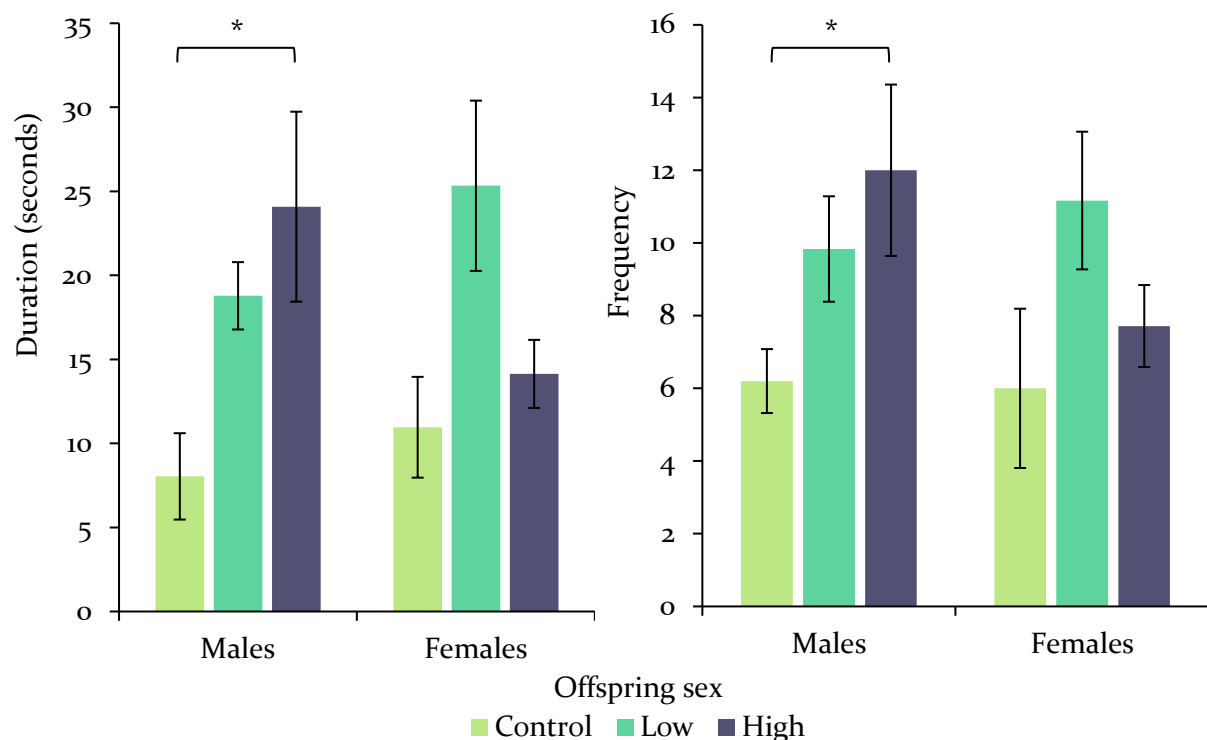 Duration (seconds)
35
30
25
20
15
10
5
0
*
Males
Females
Frequency
16
14
12
10
8
6
4
2
0
*
Males
Females
Offspring sex
Control
Low
High